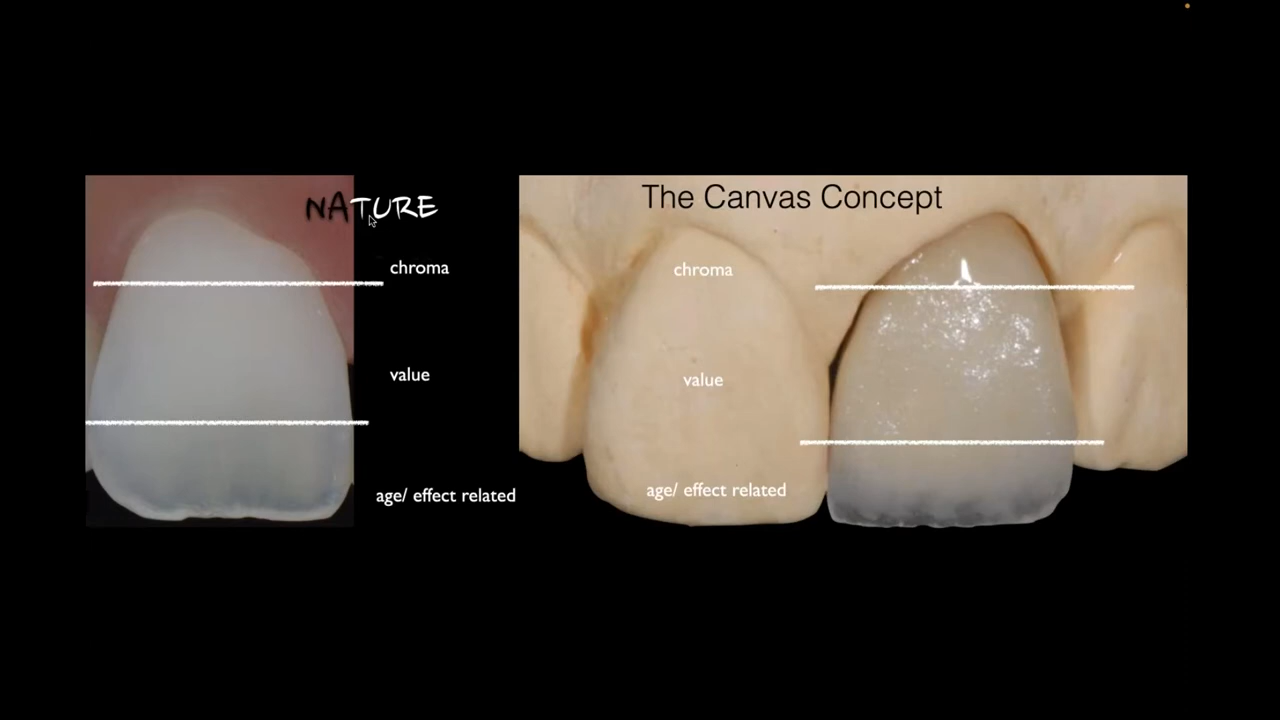 NATURE
chroma
value
age/ effect related
The Canvas Concept
chroma
value
age/ effect related